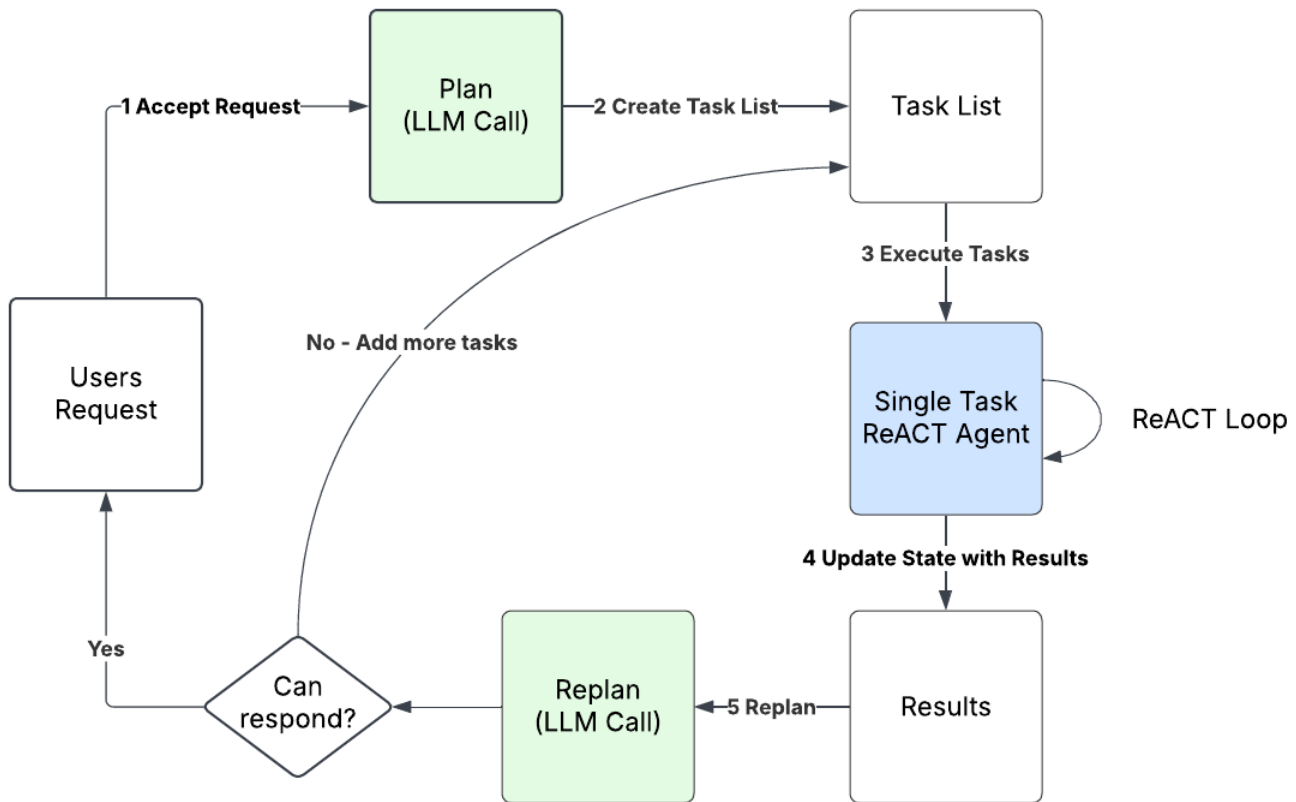 1 Accept Request
Plan
(LLM Call)
2 Create Task List
Task List
3 Execute Tasks
No - Add more tasks
Users
Request
Single Task
ReACT Agent
ReACT Loop
4 Update State with Results
Yes
Can
respond?
Replan
(LLM Call)
5 Replan
Results